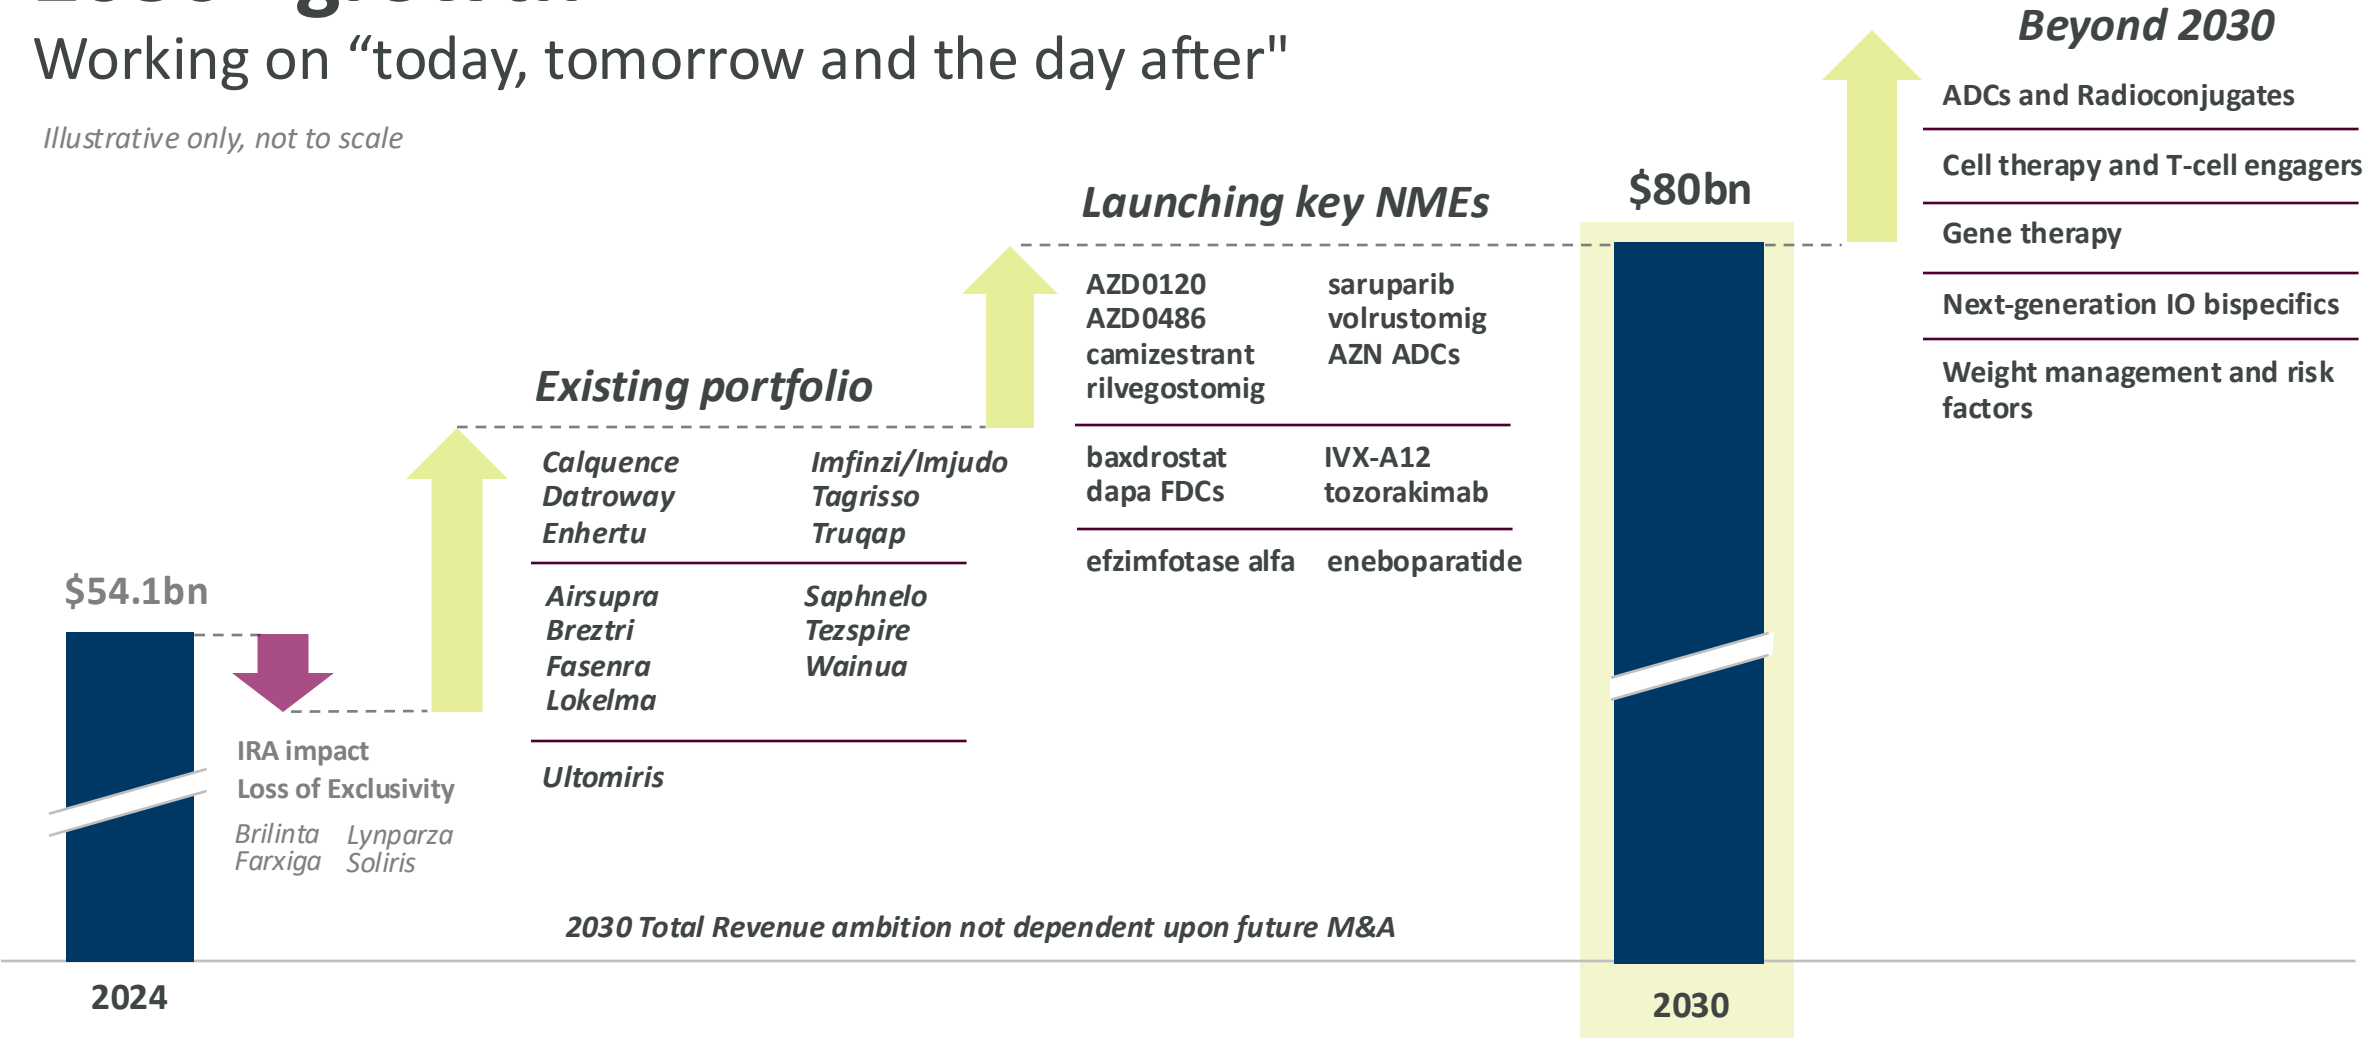 Working on “today, tomorrow and the day after"
Illustrative only, not to scale
$54.1bn
2024
IRA impact
Loss of Exclusivity
Brilinta Lynparza
Farxiga Soliris
Existing portfolio
Calquence Imfinzi/Imjudo
Datroway Tagrisso
Enhertu Truqap
Airsupra Saphnelo
Breztri Tezspire
Fasenra Wainua
Lokelma
Ultomiris
Launching key NMEs
AZD0120 saruparib
AZD0486 volrustomig
camizestrant AZN ADCs
rilvegostomig
baxdrostat IVX-A12
dapa FDCs tozorakimab
efzimfotase alfa eneboparatide
2030 Total Revenue ambition not dependent upon future M&A
$80bn
2030
Beyond 2030
ADCs and Radioconjugates
Cell therapy and T-cell engagers
Gene therapy
Next-generation IO bispecifics
Weight management and risk
factors